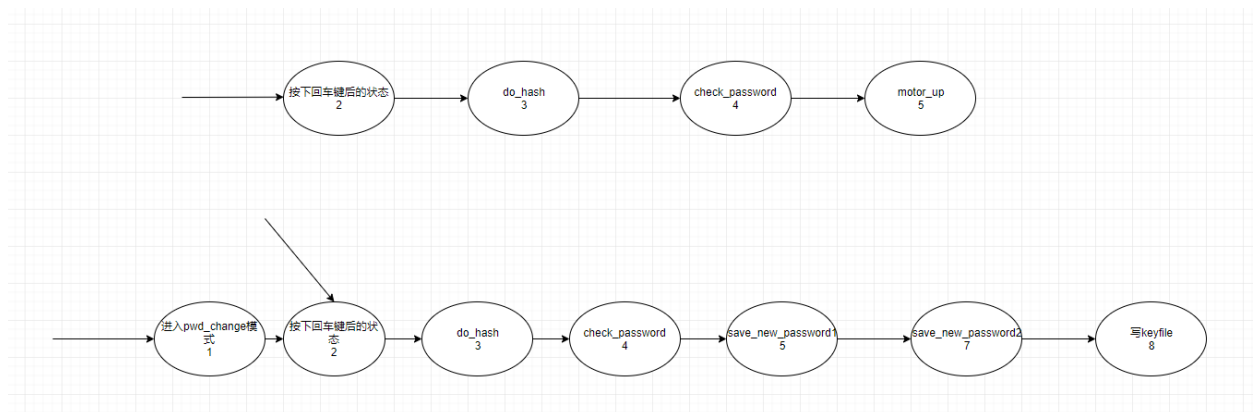 按下回车键后的状态
2
do_hash
3
check_password
4
motor_up
5
进入pwd_change模
式
1
按下回车键后的状
态
2
do_hash
3
check_password
4
save_new_password1
5
save_new_password2
7
写keyfile
8